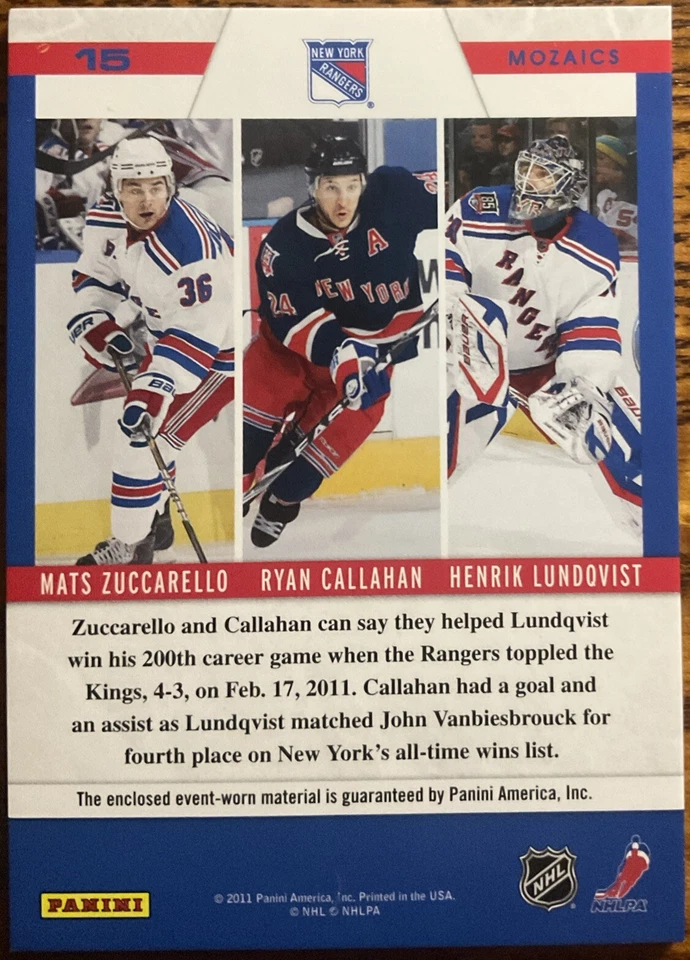 15
NEW YORK
RANGERS
®
MOZAICS
36
BAUER
A
24
24
NEW YORK
85
RANGERS
BAUER
MATS ZUCCARELLO RYAN CALLAHAN HENRIK LUNDQVIST
Zuccarello and Callahan can say they helped Lundqvist
win his 200th career game when the Rangers toppled the
Kings, 4-3, on Feb. 17, 2011. Callahan had a goal and
an assist as Lundqvist matched John Vanbiesbrouck for
fourth place on New York's all-time wins list.
The enclosed event-worn material is guaranteed by Panini America, Inc.
PANINI
© 2011 Panini America, Inc. Printed in the USA.
© NHL © NHLPA
NHL
NHLPA